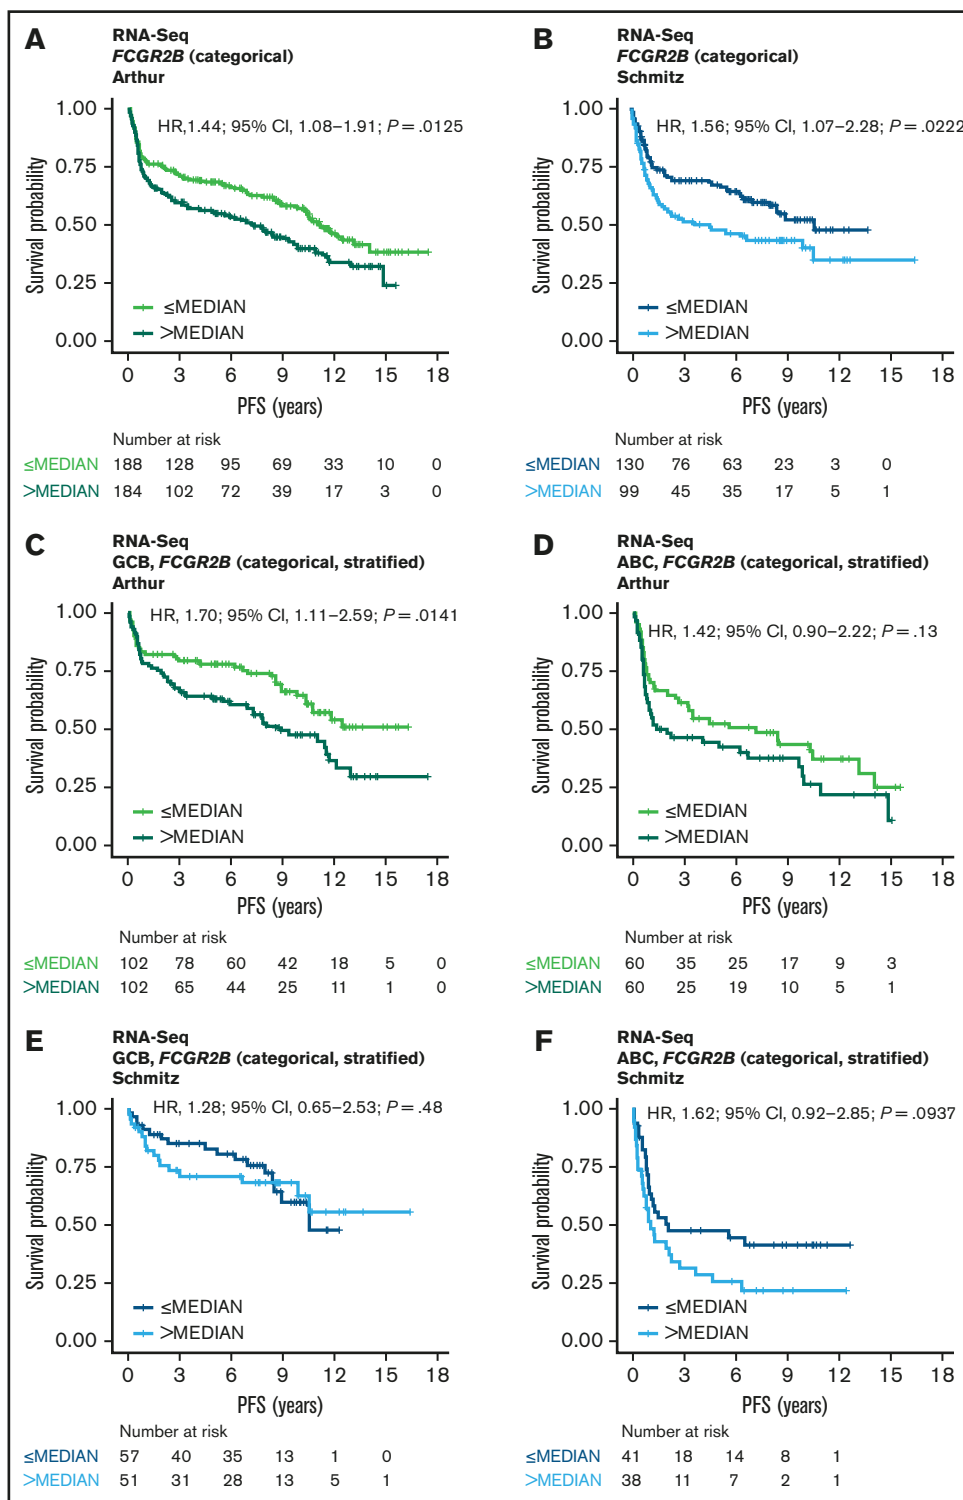 A
RNA-Seq
FCGR2B (categorical)
Arthur
HR,1.44; 95% CI, 1.08–1.91; P = .0125
Survival probability
1.00
0.75
0.50
0.25
0.00
≤MEDIAN
>MEDIAN
0 3 6 9 12 15 18
PFS (years)
Number at risk
≤MEDIAN 188 128 95 69 33 10 0
>MEDIAN 184 102 72 39 17 3 0
B
RNA-Seq
FCGR2B (categorical)
Schmitz
HR, 1.56; 95% CI, 1.07–2.28; P = .0222
Survival probability
1.00
0.75
0.50
0.25
0.00
≤MEDIAN
>MEDIAN
0 3 6 9 12 15 18
PFS (years)
Number at risk
≤MEDIAN 130 76 63 23 3 0
>MEDIAN 99 45 35 17 5 1
C
RNA-Seq
GCB, FCGR2B (categorical, stratified)
Arthur
HR, 1.70; 95% CI, 1.11–2.59; P = .0141
Survival probability
1.00
0.75
0.50
0.25
0.00
≤MEDIAN
>MEDIAN
0 3 6 9 12 15 18
PFS (years)
Number at risk
≤MEDIAN 102 78 60 42 18 5 0
>MEDIAN 102 65 44 25 11 1 0
D
RNA-Seq
ABC, FCGR2B (categorical, stratified)
Arthur
HR, 1.42; 95% CI, 0.90–2.22; P = .13
Survival probability
1.00
0.75
0.50
0.25
0.00
≤MEDIAN
>MEDIAN
0 3 6 9 12 15 18
PFS (years)
Number at risk
≤MEDIAN 60 35 25 17 9 3
>MEDIAN 60 25 19 10 5 1
E
RNA-Seq
GCB, FCGR2B (categorical, stratified)
Schmitz
HR, 1.28; 95% CI, 0.65–2.53; P = .48
Survival probability
1.00
0.75
0.50
0.25
0.00
≤MEDIAN
>MEDIAN
0 3 6 9 12 15 18
PFS (years)
Number at risk
≤MEDIAN 57 40 35 13 1 0
>MEDIAN 51 31 28 13 5 1
F
RNA-Seq
ABC, FCGR2B (categorical, stratified)
Schmitz
HR, 1.62; 95% CI, 0.92–2.85; P = .0937
Survival probability
1.00
0.75
0.50
0.25
0.00
≤MEDIAN
>MEDIAN
0 3 6 9 12 15 18
PFS (years)
Number at risk
≤MEDIAN 41 18 14 8 1
>MEDIAN 38 11 7 2 1